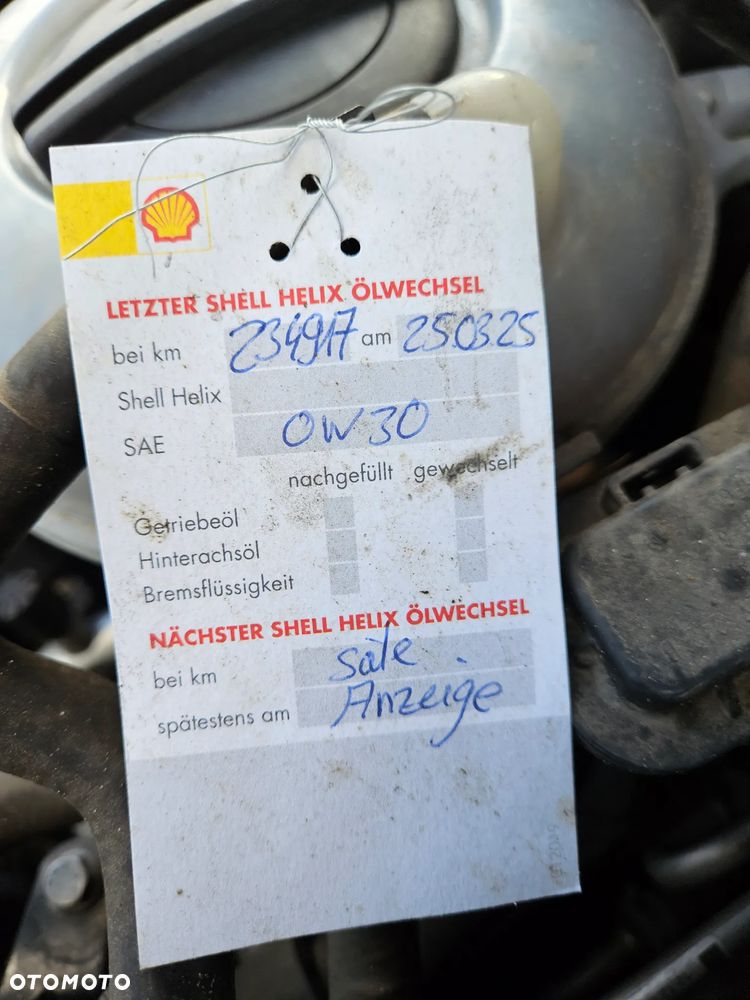 LETZTER SHELL HELIX ÖLWECHSEL
bei km 234917 am 25.03.25
Shell Helix
SAE 0W30
nachgefüllt gewechselt
Getriebeöl
Hinterachsöl
Bremsflüssigkeit
NÄCHSTER SHELL HELIX ÖLWECHSEL
bei km siehe
spätestens am Anzeige
OTOMOTO